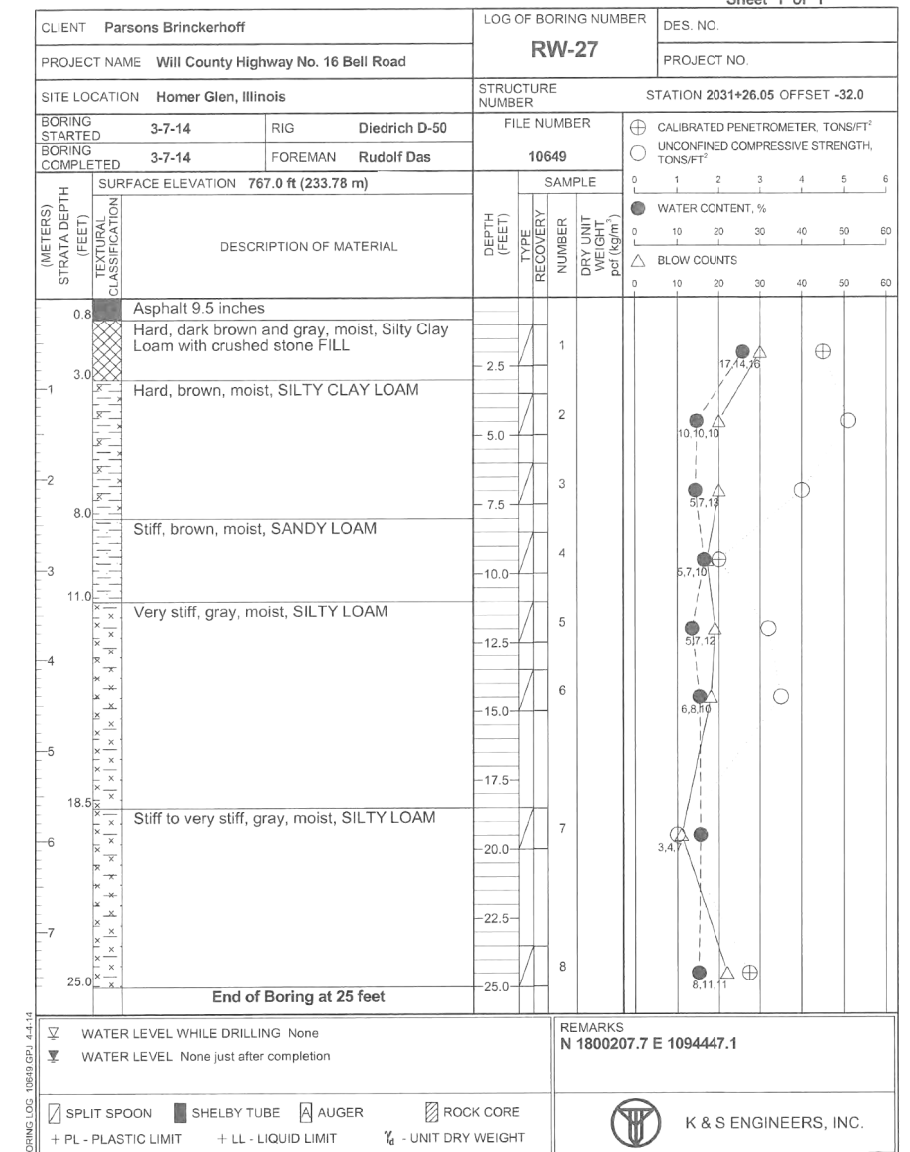 Sheet 1 of 1
CLIENT Parsons Brinckerhoff
LOG OF BORING NUMBER
RW-27
DES. NO.
PROJECT NAME Will County Highway No. 16 Bell Road
PROJECT NO.
SITE LOCATION Homer Glen, Illinois
STRUCTURE NUMBER
STATION 2031+26.05 OFFSET -32.0
BORING STARTED 3-7-14
RIG Diedrich D-50
FILE NUMBER
10649
BORING COMPLETED 3-7-14
FOREMAN Rudolf Das
CALIBRATED PENETROMETER, TONS/FT²
UNCONFINED COMPRESSIVE STRENGTH,
TONS/FT²
0 1 2 3 4 5 6
WATER CONTENT, %
0 10 20 30 40 50 60
BLOW COUNTS
0 10 20 30 40 50 60
(METERS)
STRATA DEPTH
(FEET)
TEXTURAL
CLASSIFICATION
SURFACE ELEVATION 767.0 ft (233.78 m)
DESCRIPTION OF MATERIAL
DEPTH
(FEET)
SAMPLE
TYPE
RECOVERY
NUMBER
DRY UNIT
WEIGHT
pcf (kg/m³)
0.8 Asphalt 9.5 inches
Hard, dark brown and gray, moist, Silty Clay
Loam with crushed stone FILL
1
17,14,16
2.5
3.0
1 Hard, brown, moist, SILTY CLAY LOAM
2
10,10,10
5.0
2
3
5,7,13
7.5
8.0
Stiff, brown, moist, SANDY LOAM
4
5,7,10
3
10.0
11.0
Very stiff, gray, moist, SILTY LOAM
5
5,7,12
12.5
4
6
6,8,10
15.0
5
17.5
18.5
Stiff to very stiff, gray, moist, SILTY LOAM
7
6
3,4,7
20.0
22.5
7
8
8,11,11
25.0
25.0
End of Boring at 25 feet
WATER LEVEL WHILE DRILLING None
WATER LEVEL None just after completion
REMARKS
N 1800207.7 E 1094447.1
SPLIT SPOON SHELBY TUBE A AUGER ROCK CORE
+ PL - PLASTIC LIMIT + LL - LIQUID LIMIT γd - UNIT DRY WEIGHT
K & S ENGINEERS, INC.
ORING LOG 10649.GPJ 4-4-14